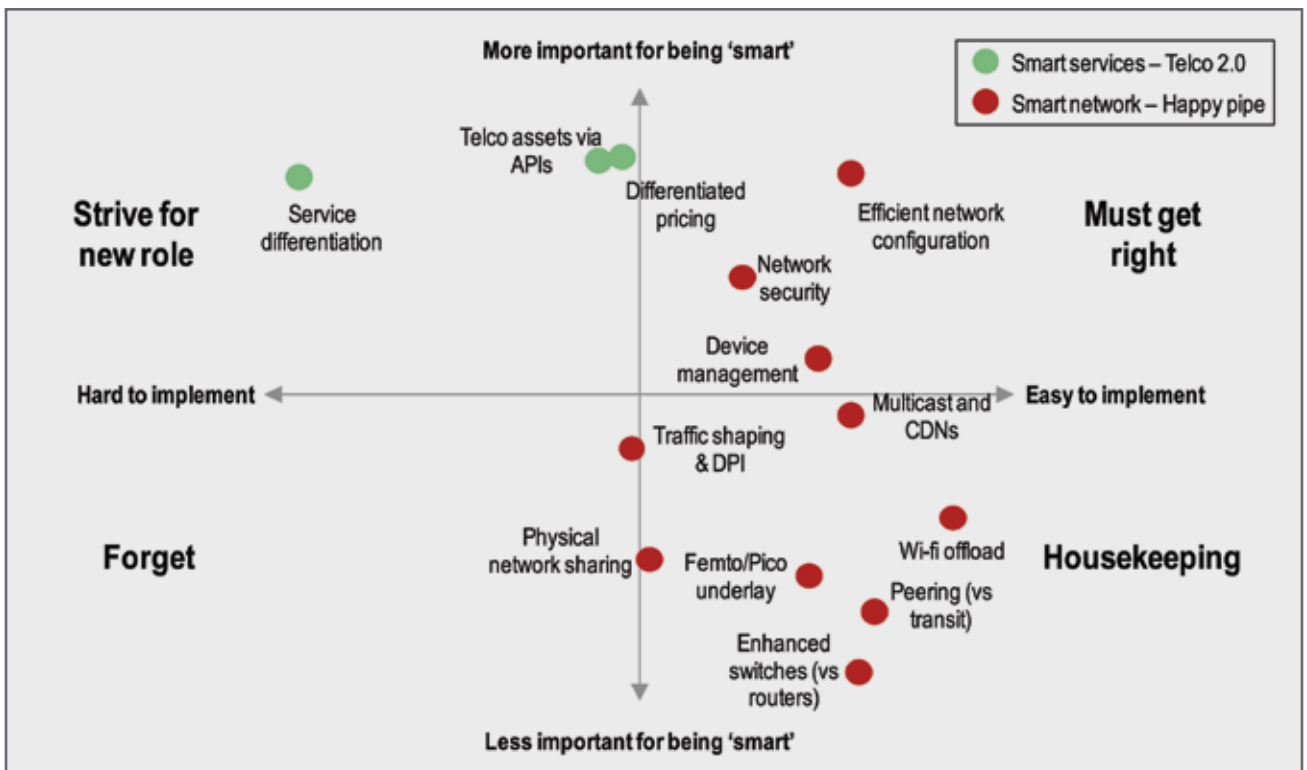 More important for being ‘smart’
Smart services – Telco 2.0
Smart network – Happy pipe
Telco assets via
APIs
Differentiated
pricing
Service
differentiation
Efficient network
configuration
Strive for
new role
Must get
right
Network
security
Device
management
Hard to implement
Easy to implement
Multicast and
CDNs
Traffic shaping
& DPI
Physical
network sharing
Femto/Pico
underlay
Wi-fi offload
Forget
Housekeeping
Peering (vs
transit)
Enhanced
switches (vs
routers)
Less important for being ‘smart’